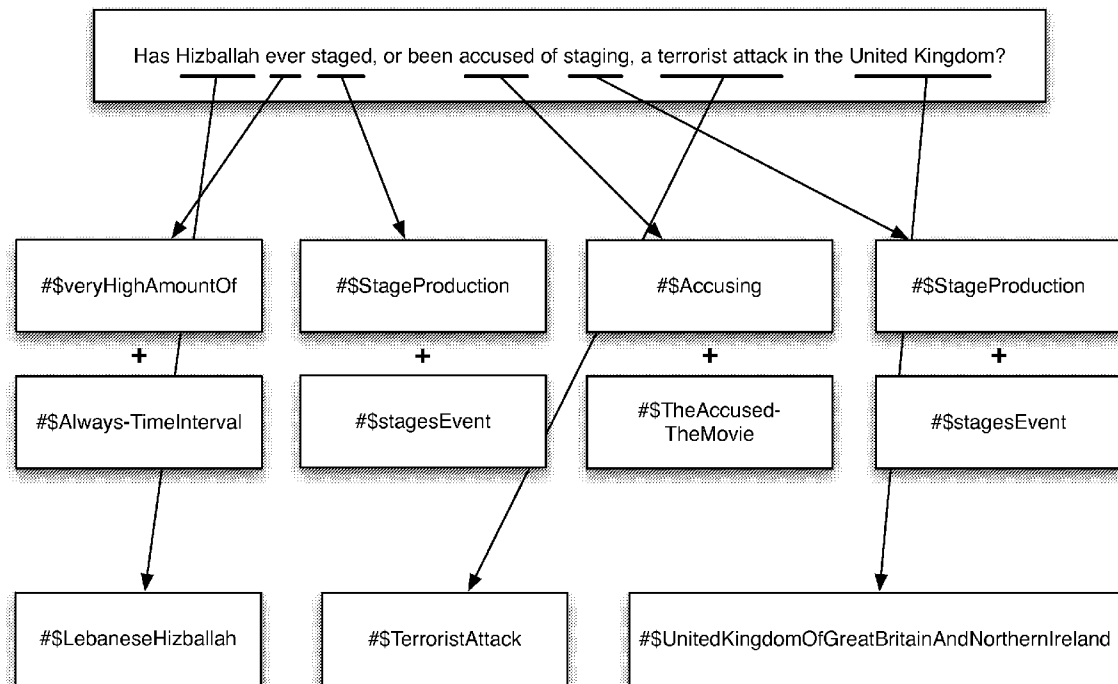 Has Hizballah ever staged, or been accused of staging, a terrorist attack in the United Kingdom?
#$veryHighAmountOf
#$StageProduction
#$Accusing
#$StageProduction
+
+
+
+
#$Always-TimeInterval
#$stagesEvent
#$TheAccused-
TheMovie
#$stagesEvent
#$LebaneseHizballah
#$TerroristAttack
#$UnitedKingdomOfGreatBritainAndNorthernIreland